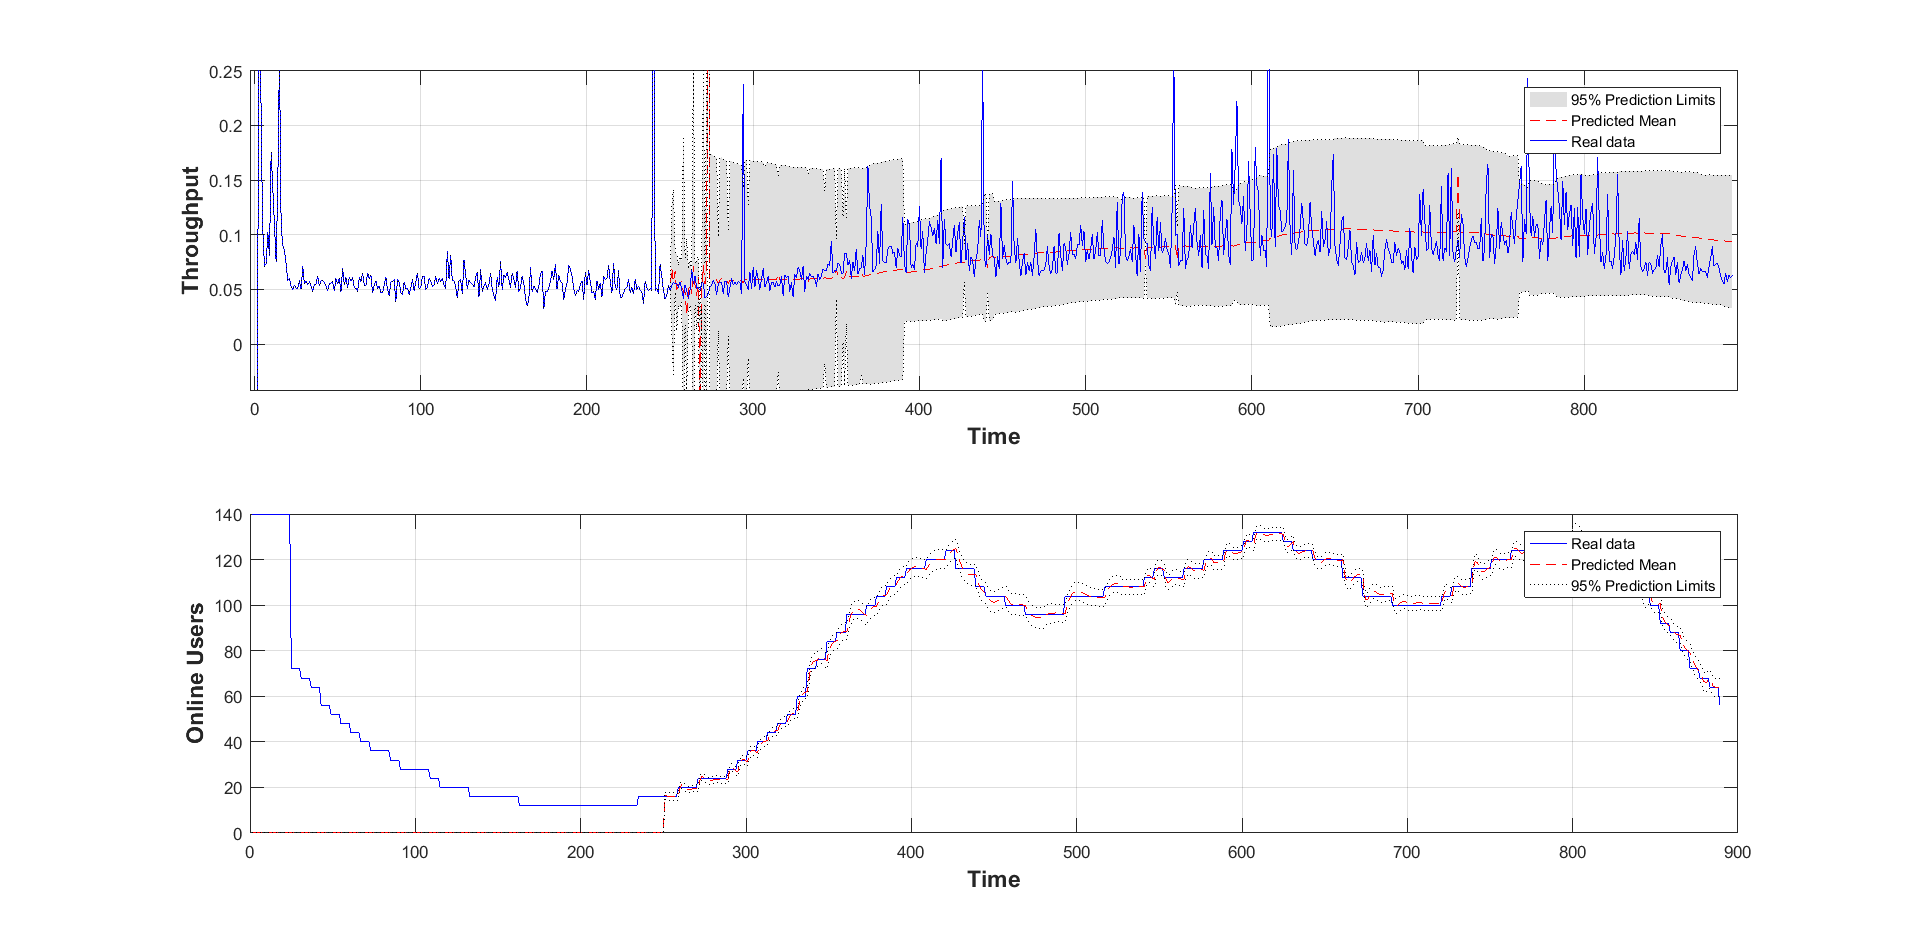 0.25
0.2
0.15
0.1
0.05
0
Throughput
95% Prediction Limits
Predicted Mean
Real data
0 100 200 300 400 500 600 700 800
Time
140
120
100
80
60
40
20
0
Online Users
Real data
Predicted Mean
95% Prediction Limits
0 100 200 300 400 500 600 700 800 900
Time